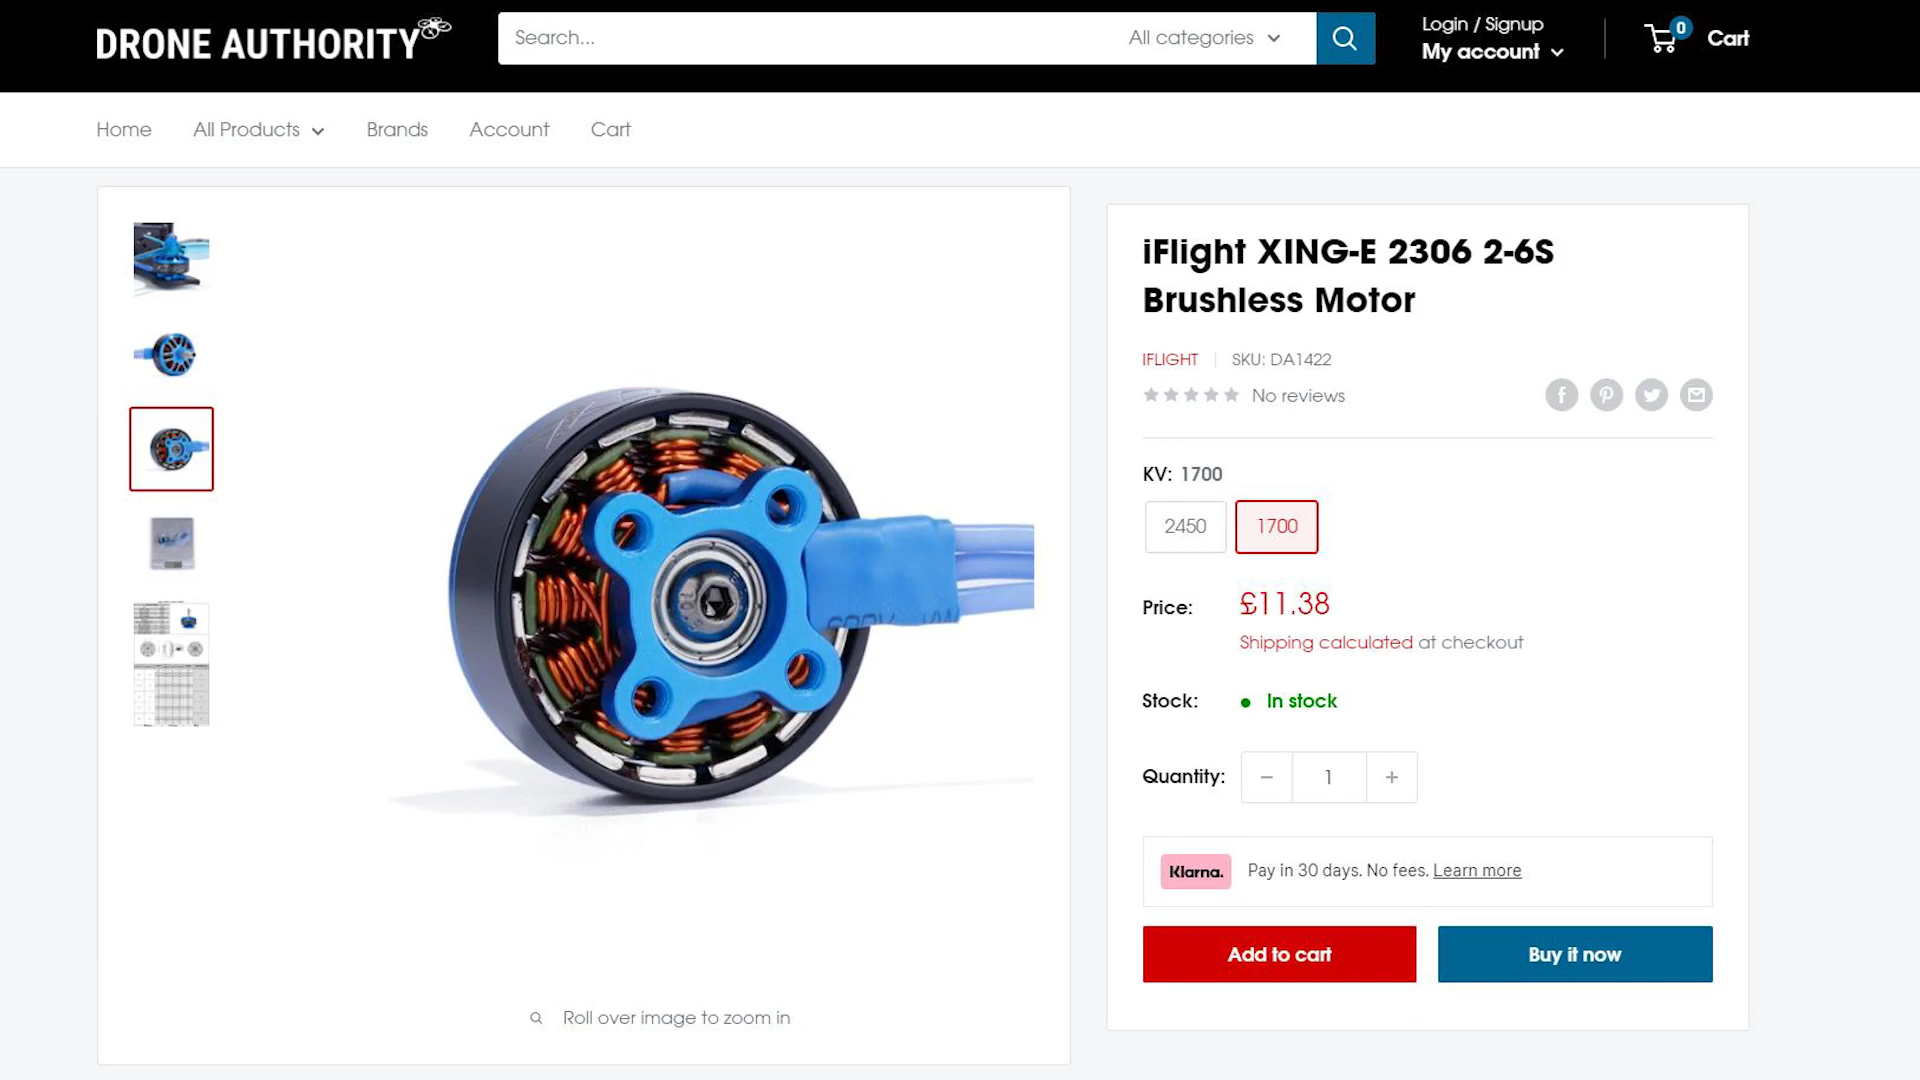 DRONE AUTHORITY
Search...
All categories
Login / Signup
My account
0
Cart
Home
All Products
Brands
Account
Cart
iFlight XING-E 2306 2-6S
Brushless Motor
IFLIGHT
SKU: DA1422
No reviews
KV: 1700
2450
1700
Price:
£11.38
Shipping calculated at checkout
Stock:
In stock
Quantity:
1
Klarna.
Pay in 30 days. No fees. Learn more
Add to cart
Buy it now
Roll over image to zoom in